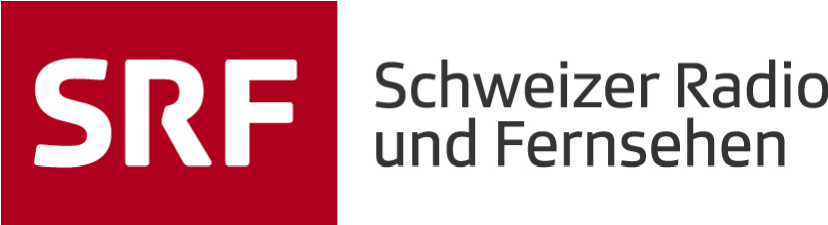 SRF
Schweizer Radio
und Fernsehen